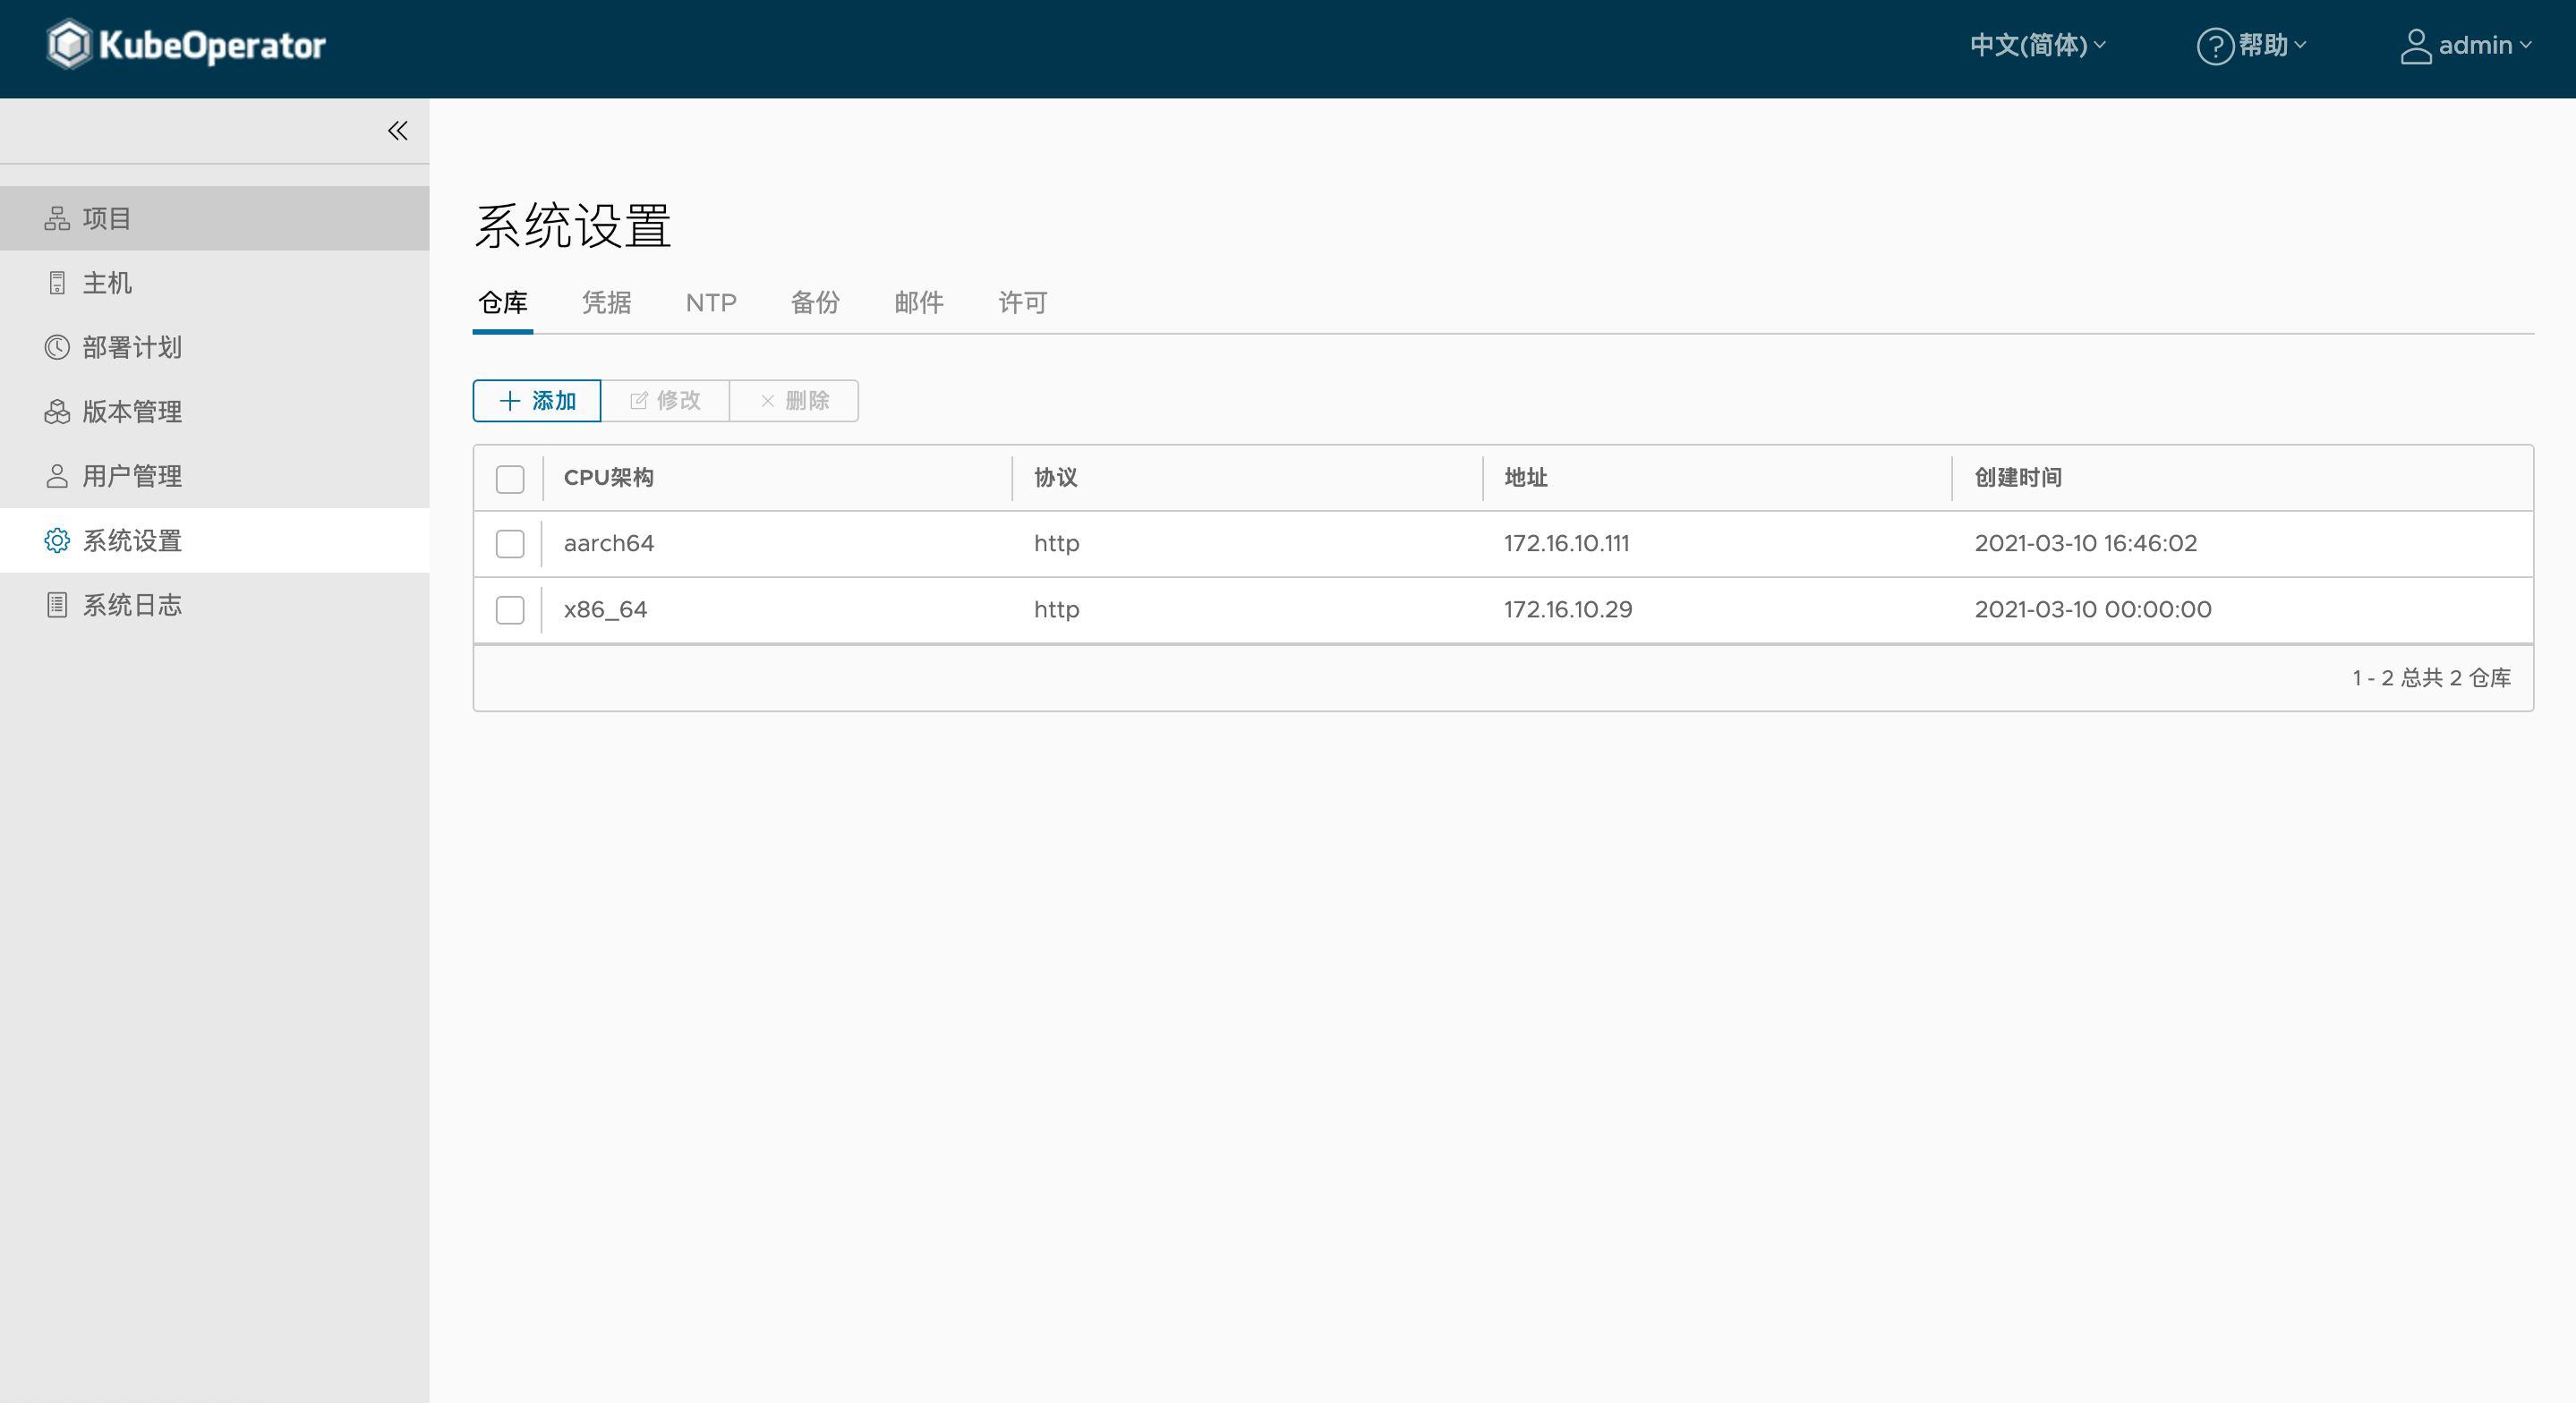 KubeOperator
中文(简体)
帮助
admin
项目
主机
部署计划
版本管理
用户管理
系统设置
系统日志
系统设置
仓库 凭据 NTP 备份 邮件 许可
添加 修改 删除
CPU架构 协议 地址 创建时间
aarch64 http 172.16.10.111 2021-03-10 16:46:02
x86_64 http 172.16.10.29 2021-03-10 00:00:00
1 - 2 总共 2 仓库